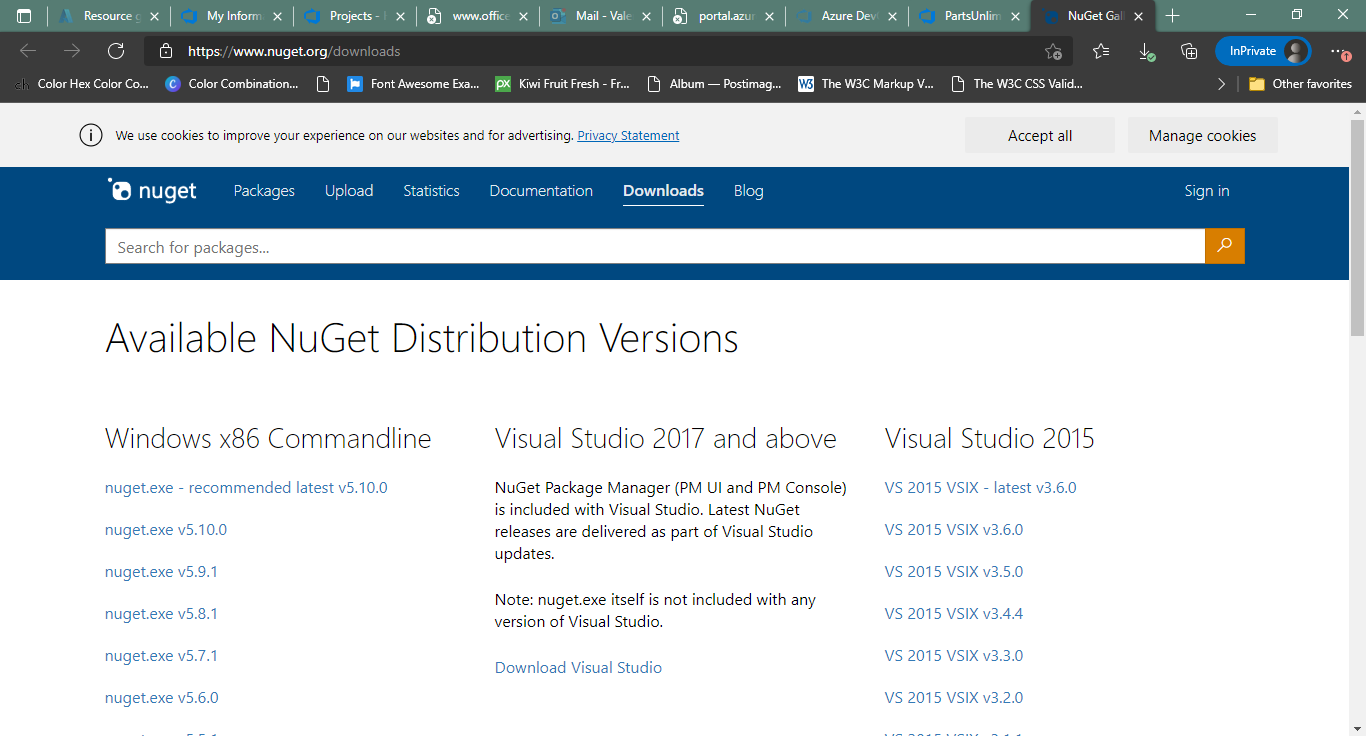 Resource
My Inform
Projects -
www.office
Mail - Vale
portal.azur
Azure Dev
PartsUnlim
NuGet Gall
https://www.nuget.org/downloads
InPrivate
Color Hex Color Co...
Color Combination...
Font Awesome Exa...
Kiwi Fruit Fresh - Fr...
Album — Postimag...
The W3C Markup V...
The W3C CSS Valid...
Other favorites
We use cookies to improve your experience on our websites and for advertising. Privacy Statement
Accept all
Manage cookies
nuget
Packages
Upload
Statistics
Documentation
Downloads
Blog
Sign in
Search for packages...
Available NuGet Distribution Versions
Windows x86 Commandline
nuget.exe - recommended latest v5.10.0
nuget.exe v5.10.0
nuget.exe v5.9.1
nuget.exe v5.8.1
nuget.exe v5.7.1
nuget.exe v5.6.0
Visual Studio 2017 and above
NuGet Package Manager (PM UI and PM Console)
is included with Visual Studio. Latest NuGet
releases are delivered as part of Visual Studio
updates.
Note: nuget.exe itself is not included with any
version of Visual Studio.
Download Visual Studio
Visual Studio 2015
VS 2015 VSIX - latest v3.6.0
VS 2015 VSIX v3.6.0
VS 2015 VSIX v3.5.0
VS 2015 VSIX v3.4.4
VS 2015 VSIX v3.3.0
VS 2015 VSIX v3.2.0